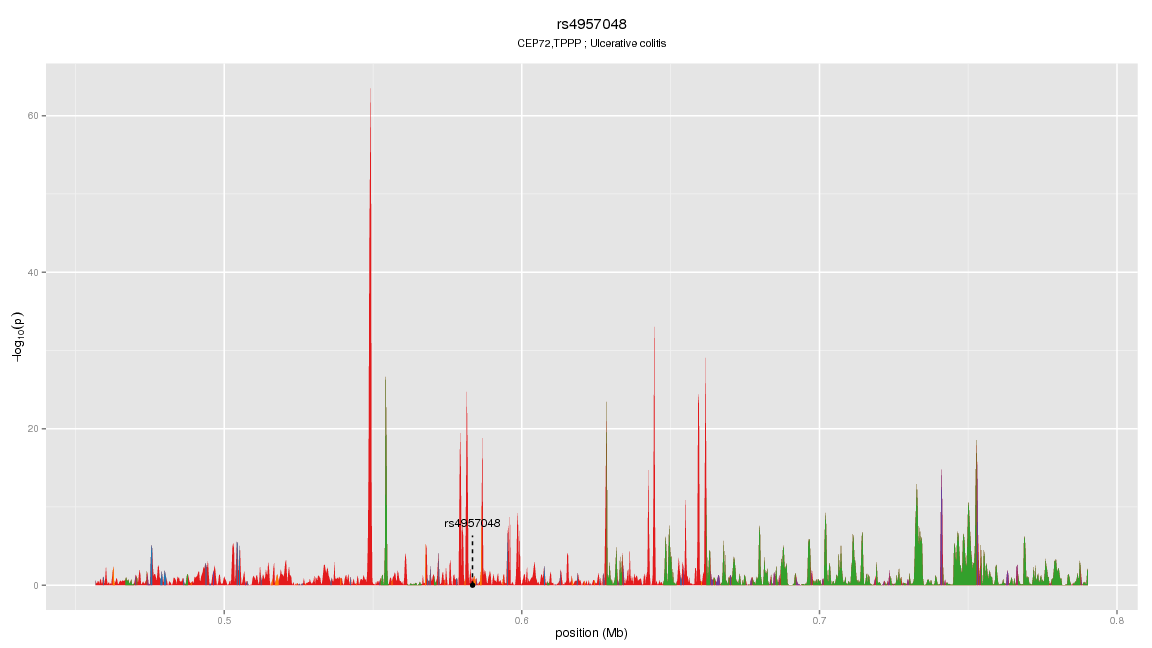 rs4957048
CEP72,TPPP ; Ulcerative colitis
60
40
20
0
−log10(p)
rs4957048
0.5
0.6
0.7
0.8
position (Mb)